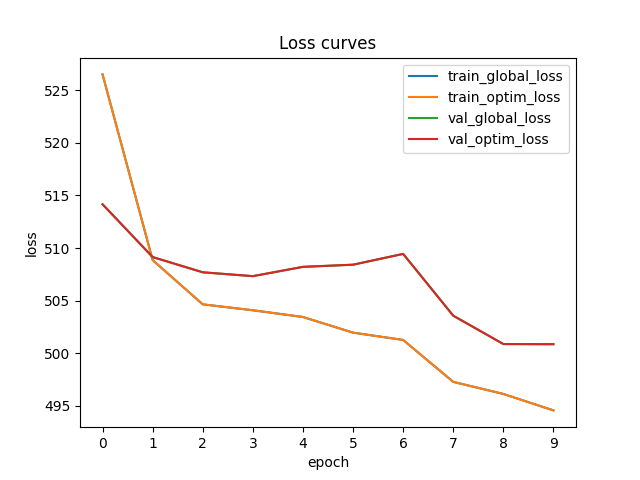 Loss curves
train_global_loss
train_optim_loss
val_global_loss
val_optim_loss
loss
525
520
515
510
505
500
495
0 1 2 3 4 5 6 7 8 9
epoch